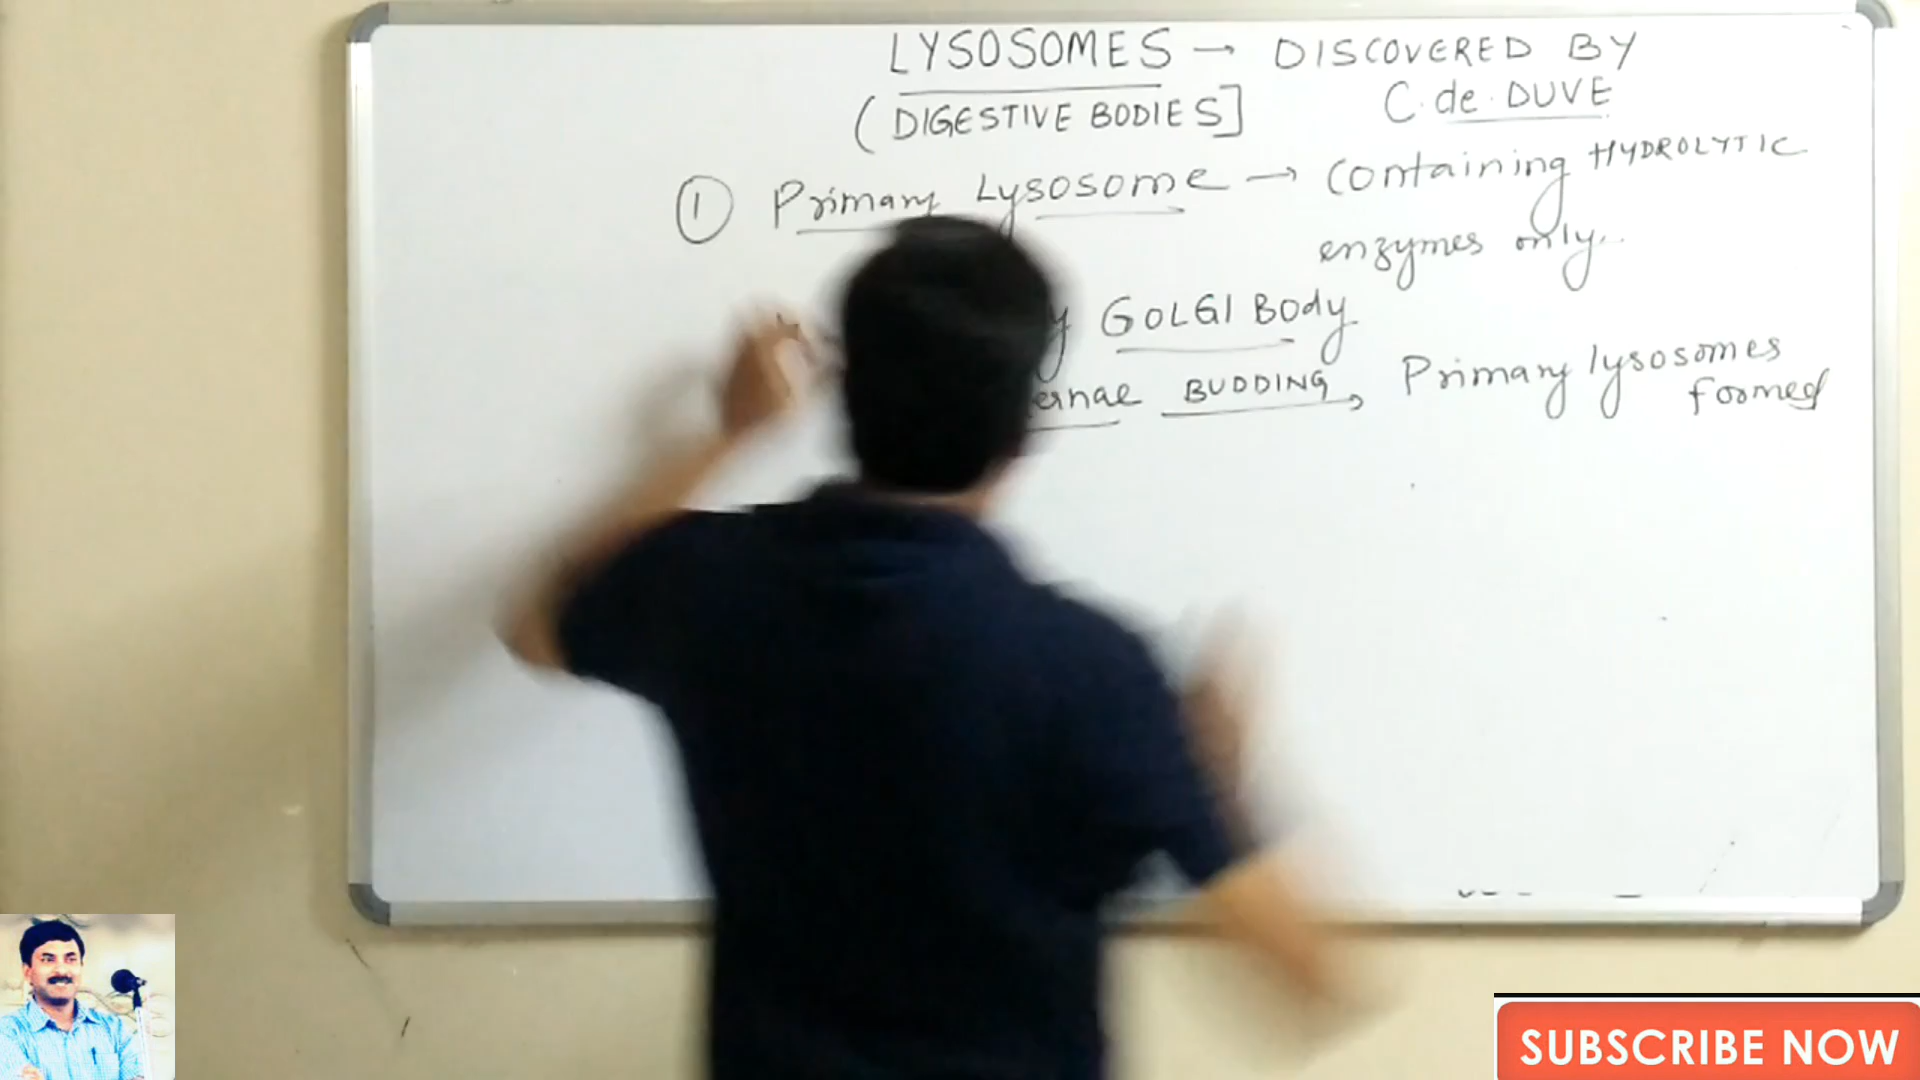 LYSOSOMES → DISCOVERED BY
(DIGESTIVE BODIES] C. de. DUVE
① Primary Lysosome → Containing HYDROLYTIC
enzymes only.
GOLGI BODY
BUDDING → Primary lysosomes
formed
SUBSCRIBE NOW